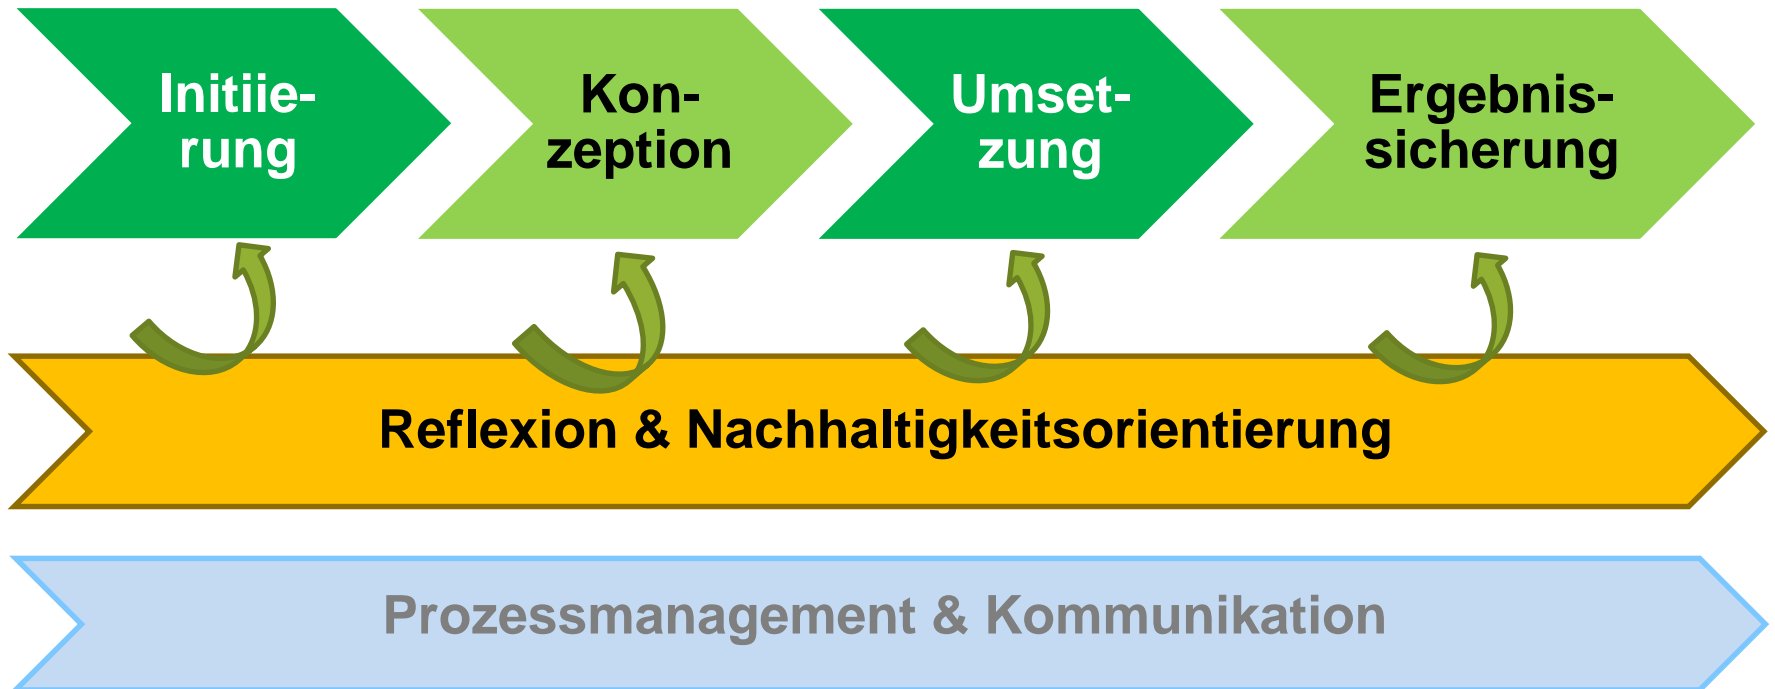 Initiie-
rung
Kon-
zeption
Umset-
zung
Ergebnis-
sicherung
Reflexion & Nachhaltigkeitsorientierung
Prozessmanagement & Kommunikation